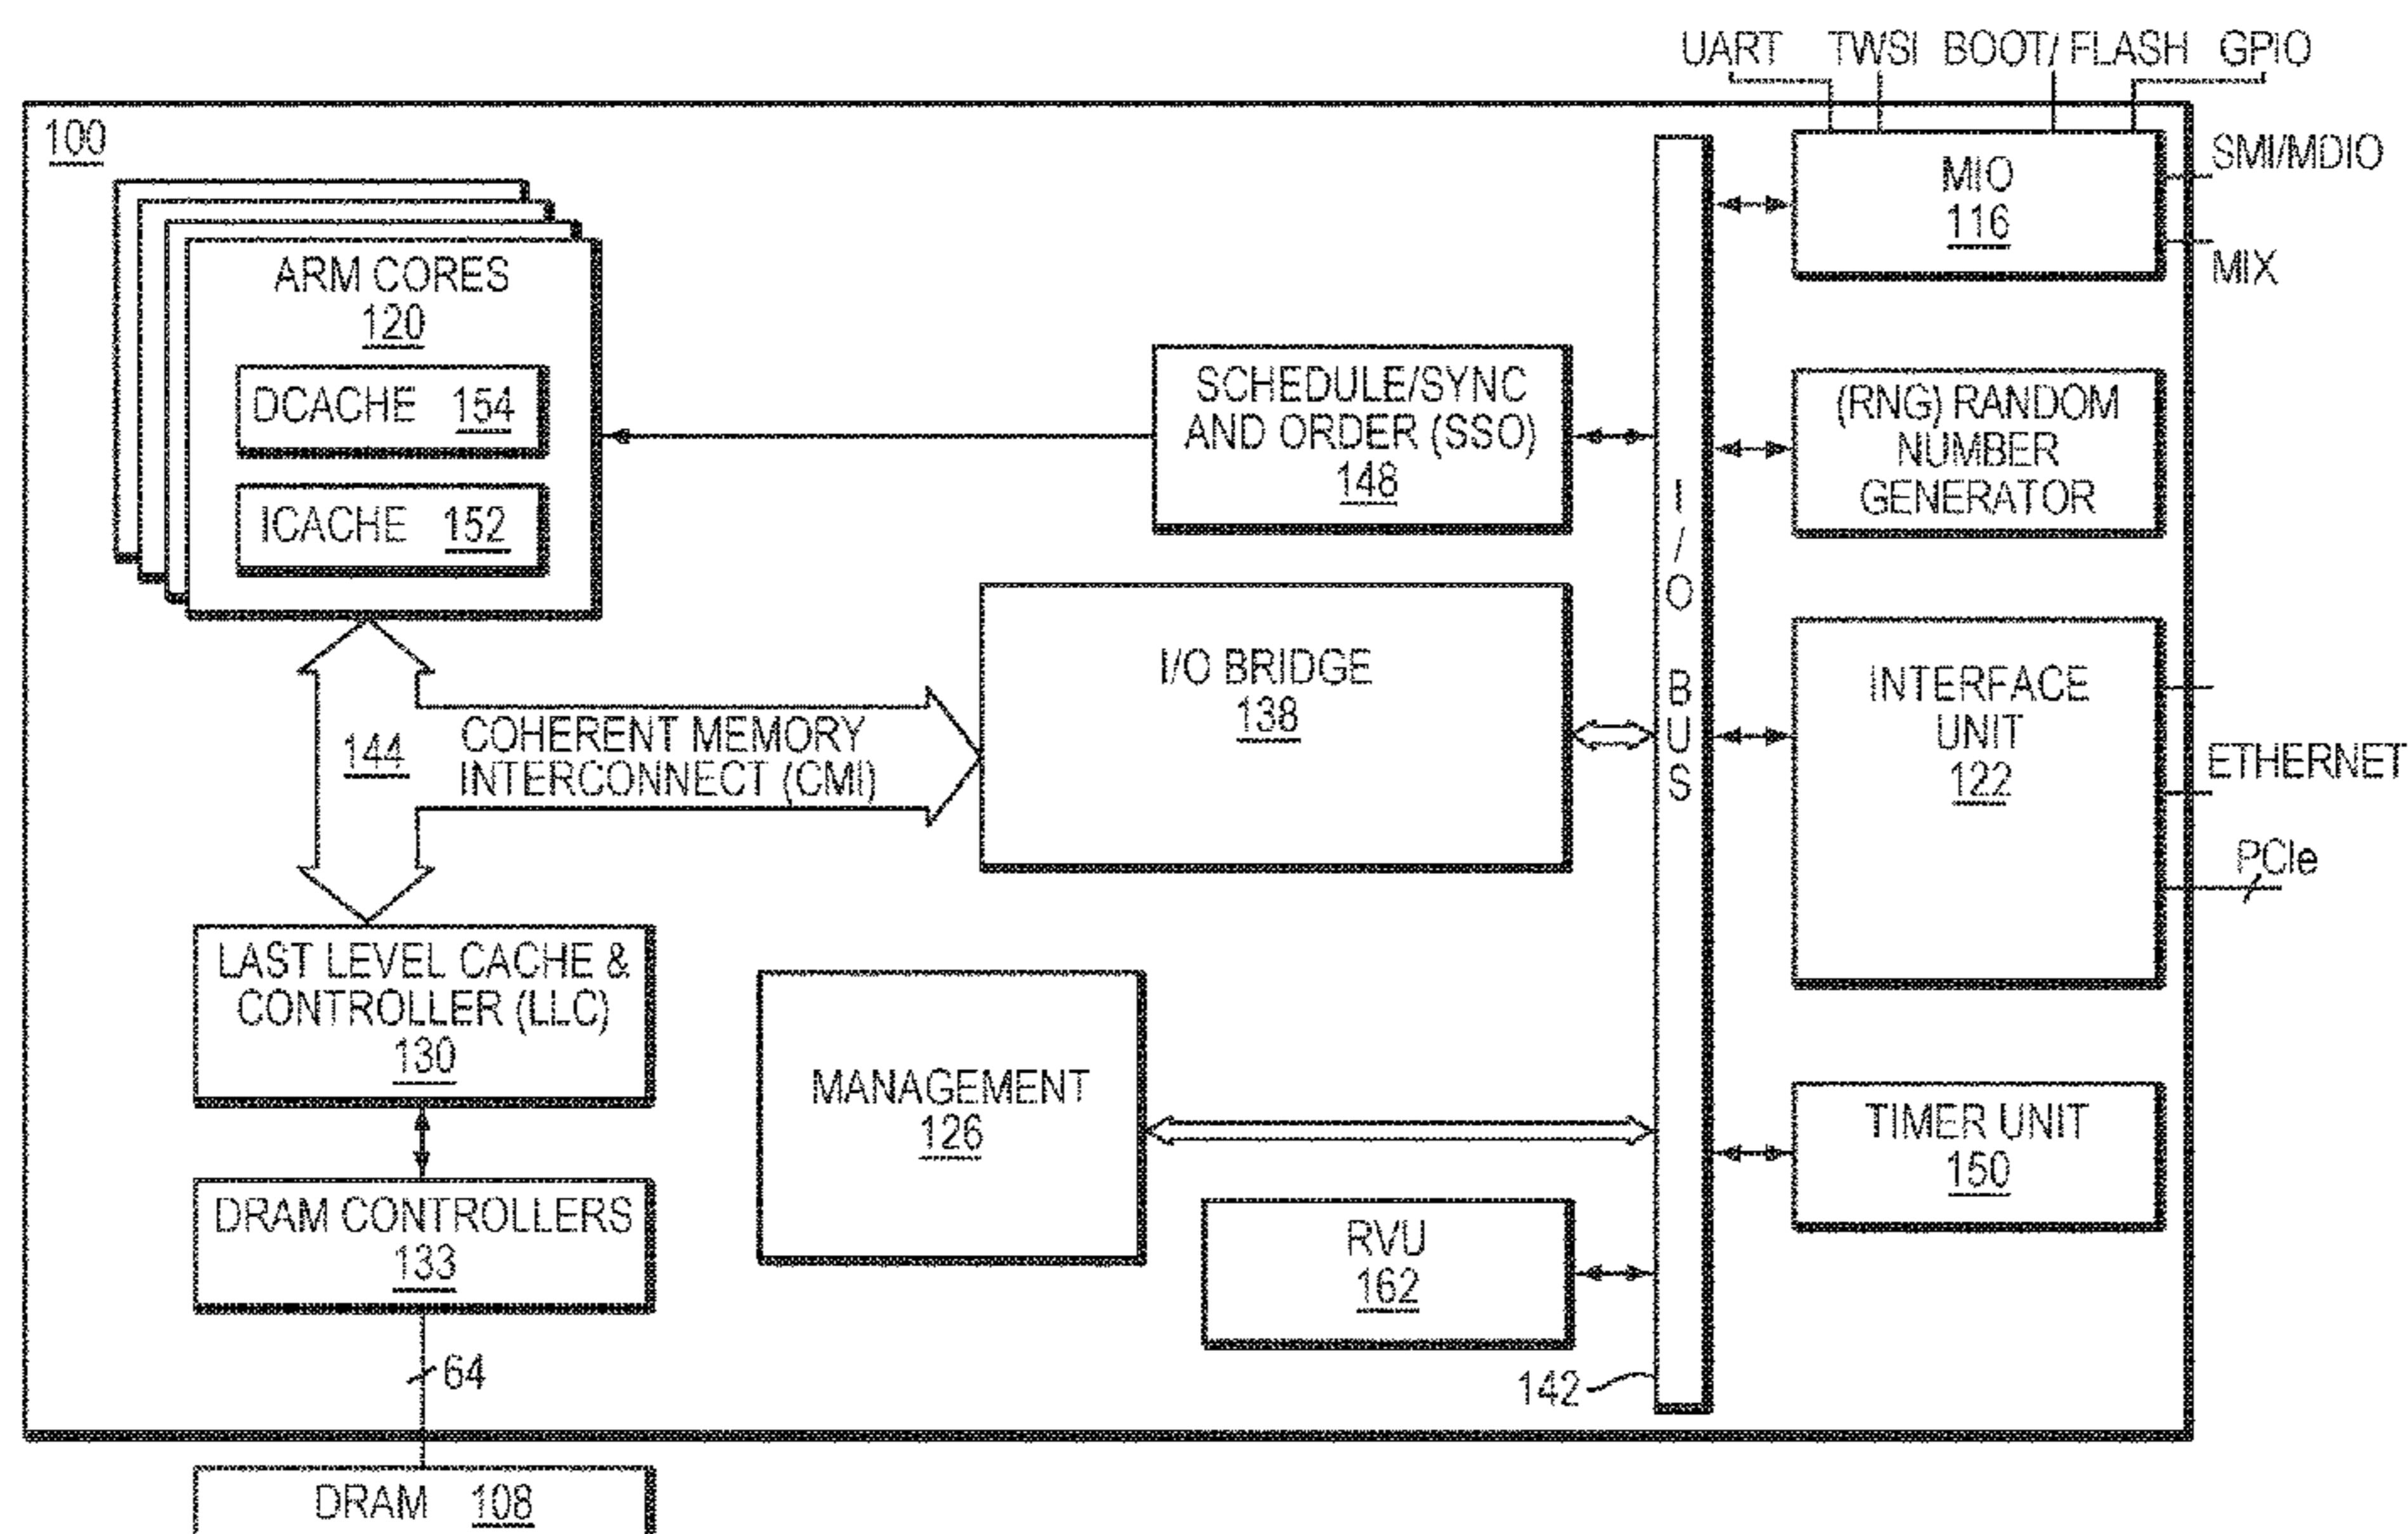 UART TWSI BOOT/ FLASH GPIO
100
SMI/MDIO
MIO
116
MIX
ARM CORES
120
DCACHE 154
ICACHE 152
SCHEDULE/SYNC
AND ORDER (SSO)
148
(RNG) RANDOM
NUMBER
GENERATOR
I/O BUS
I/O BRIDGE
138
COHERENT MEMORY
INTERCONNECT (CMI)
144
INTERFACE
UNIT
122
ETHERNET
PCIe
LAST LEVEL CACHE &
CONTROLLER (LLC)
130
MANAGEMENT
126
TIMER UNIT
150
DRAM CONTROLLERS
133
RVU
162
64
142
DRAM 108